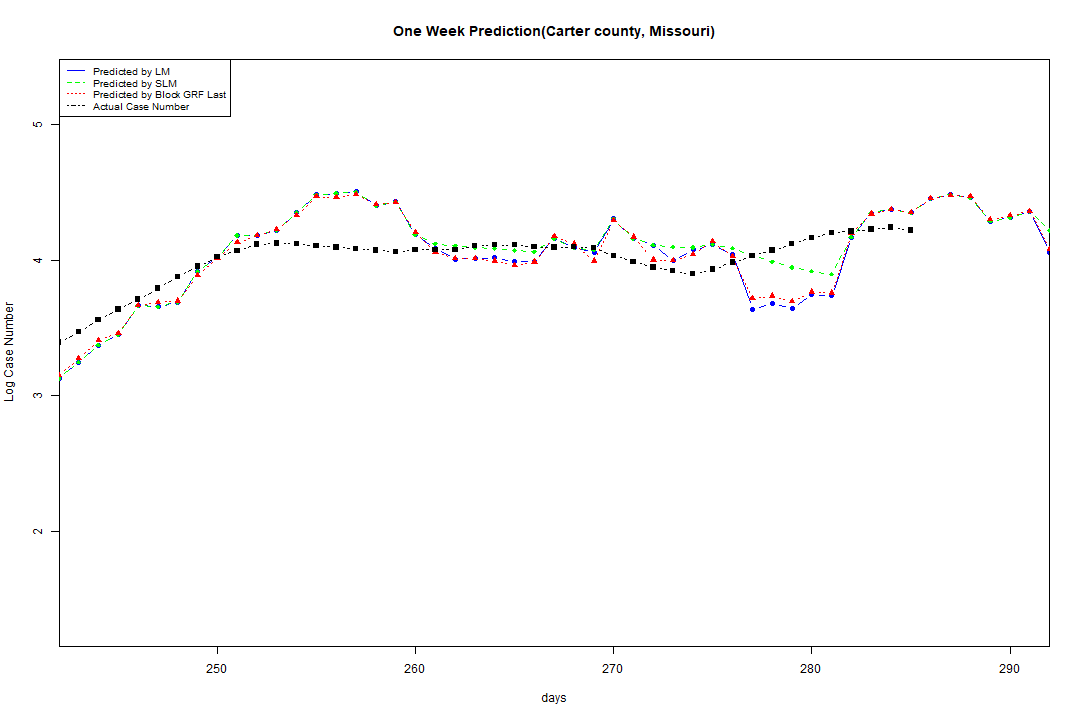 One Week Prediction(Carter county, Missouri)
Predicted by LM
Predicted by SLM
Predicted by Block GRF Last
Actual Case Number
5
4
3
2
Log Case Number
250 260 270 280 290
days